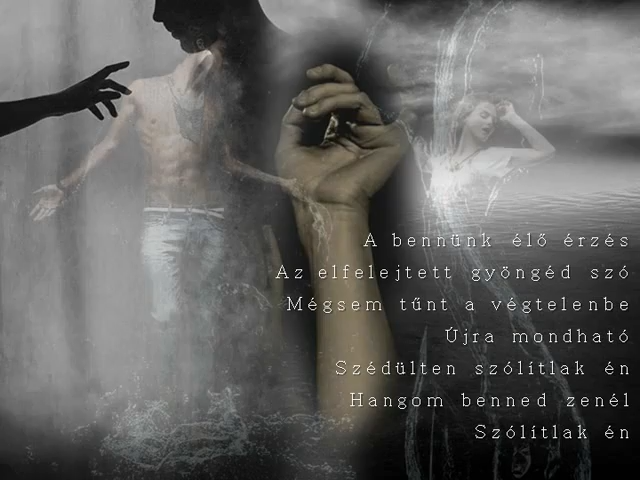 A bennünk élő érzés
Az elfelejtett gyöngéd szó
Mégsem tűnt a végtelenbe
Újra mondható
Szédülten szólítlak én
Hangom benned zenél
Szólítlak én